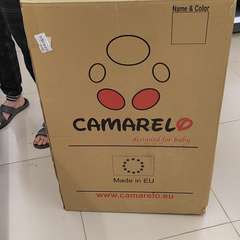 Name & Color
CAMARELO
designed for baby
Made in EU
www.camarelo.eu